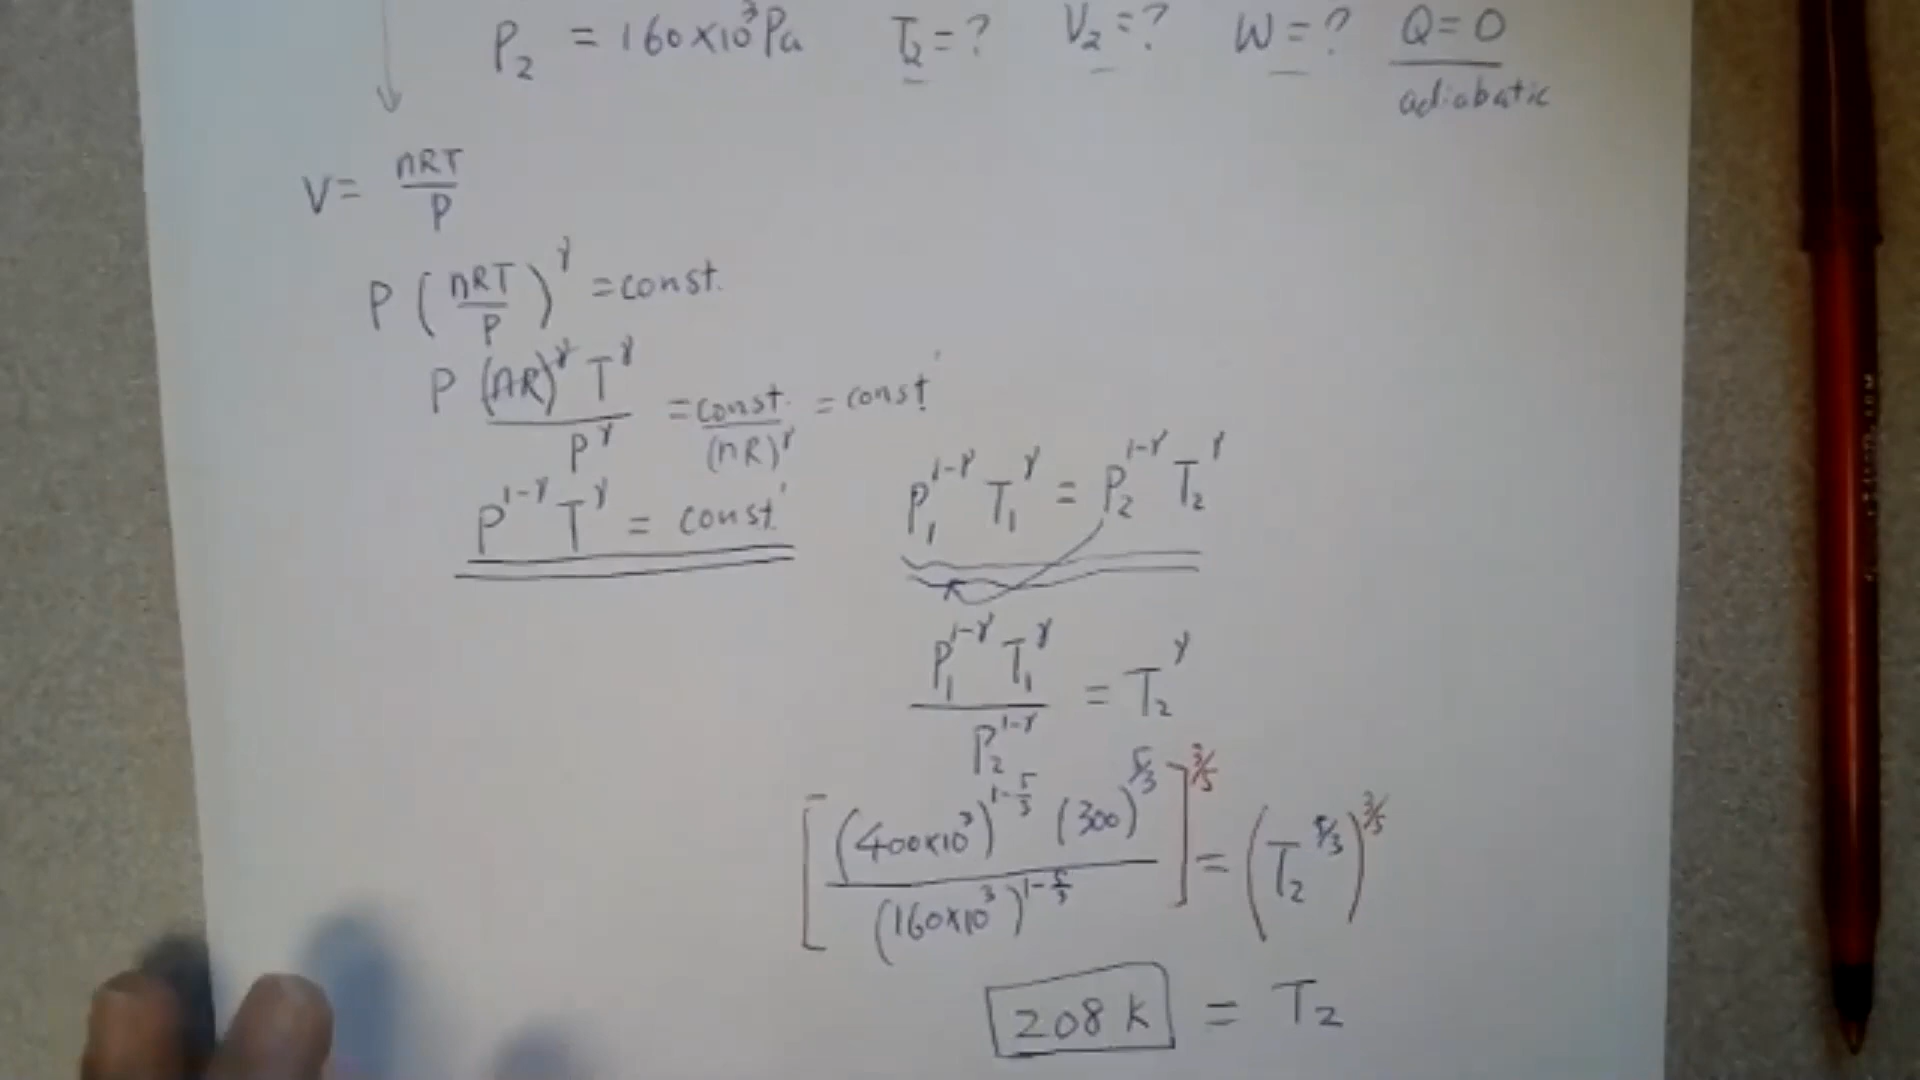 P₂ = 160×10³Pa T₂=? V₂=? W=? Q=0
adiabatic
V= nRT/P
P(nRT/P)^γ = const.
P (nR)^γ T^γ / P^γ = const. / (nR)^γ = const'
P^(1-γ) T^γ = const'
P₁^(1-γ) T₁^γ = P₂^(1-γ) T₂^γ
P₁^(1-γ) T₁^γ / P₂^(1-γ) = T₂^γ
[(400×10³)^(1-5/3) (300)^(5/3) / (160×10³)^(1-5/3)]^(3/5) = (T₂^(5/3))^(3/5)
208 K = T₂